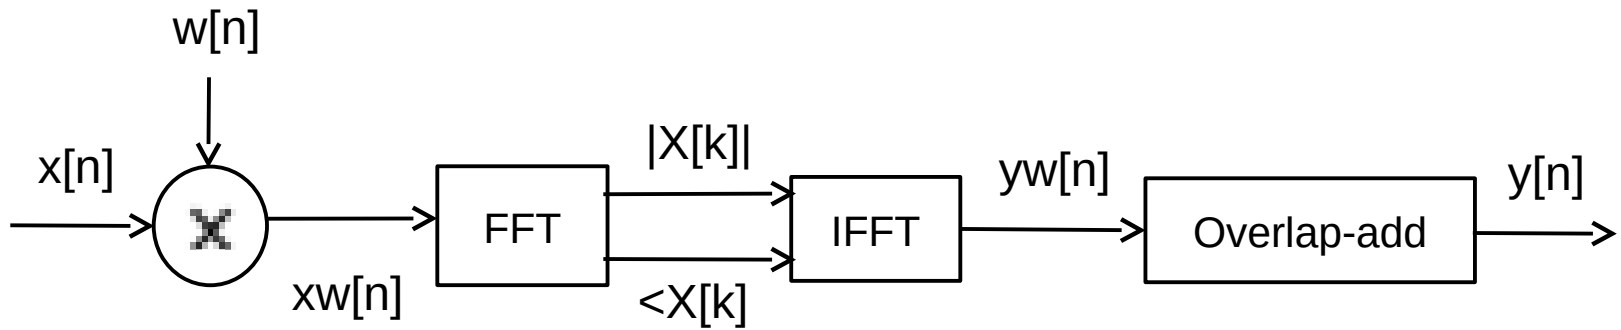 w[n]
x[n]
x
xw[n]
FFT
|X[k]|
<X[k]
IFFT
yw[n]
Overlap-add
y[n]